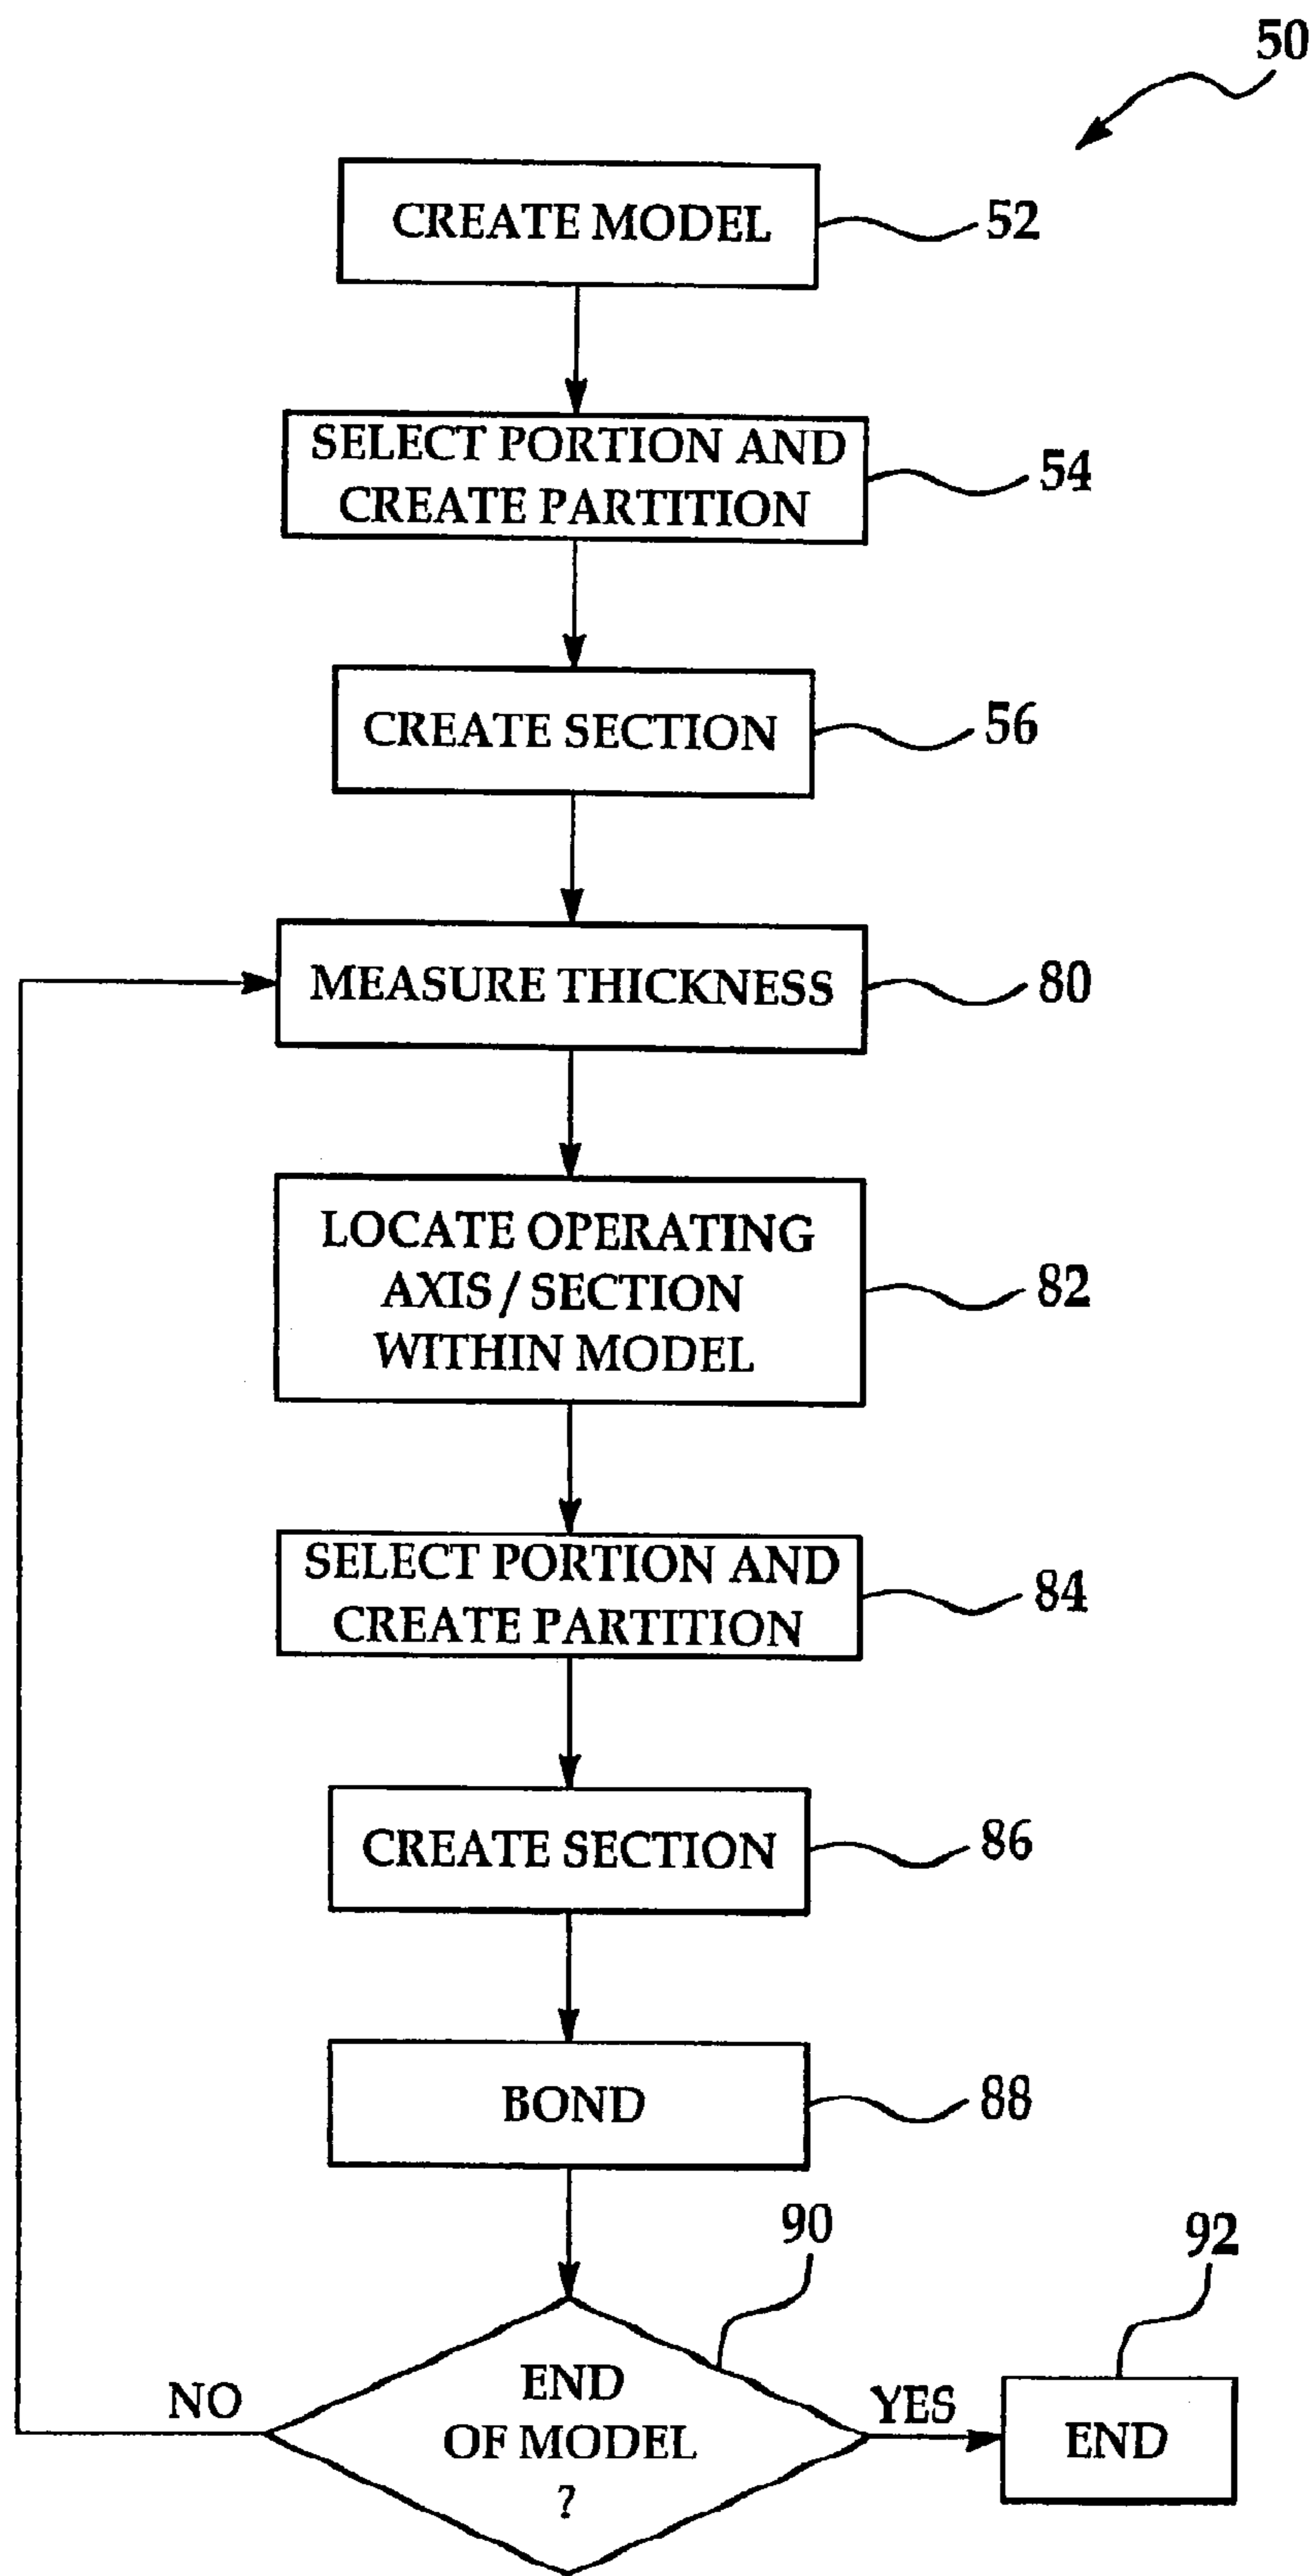 50
CREATE MODEL
52
SELECT PORTION AND
CREATE PARTITION
54
CREATE SECTION
56
MEASURE THICKNESS
80
LOCATE OPERATING
AXIS / SECTION
WITHIN MODEL
82
SELECT PORTION AND
CREATE PARTITION
84
CREATE SECTION
86
BOND
88
90
END
OF MODEL
?
NO
YES
92
END